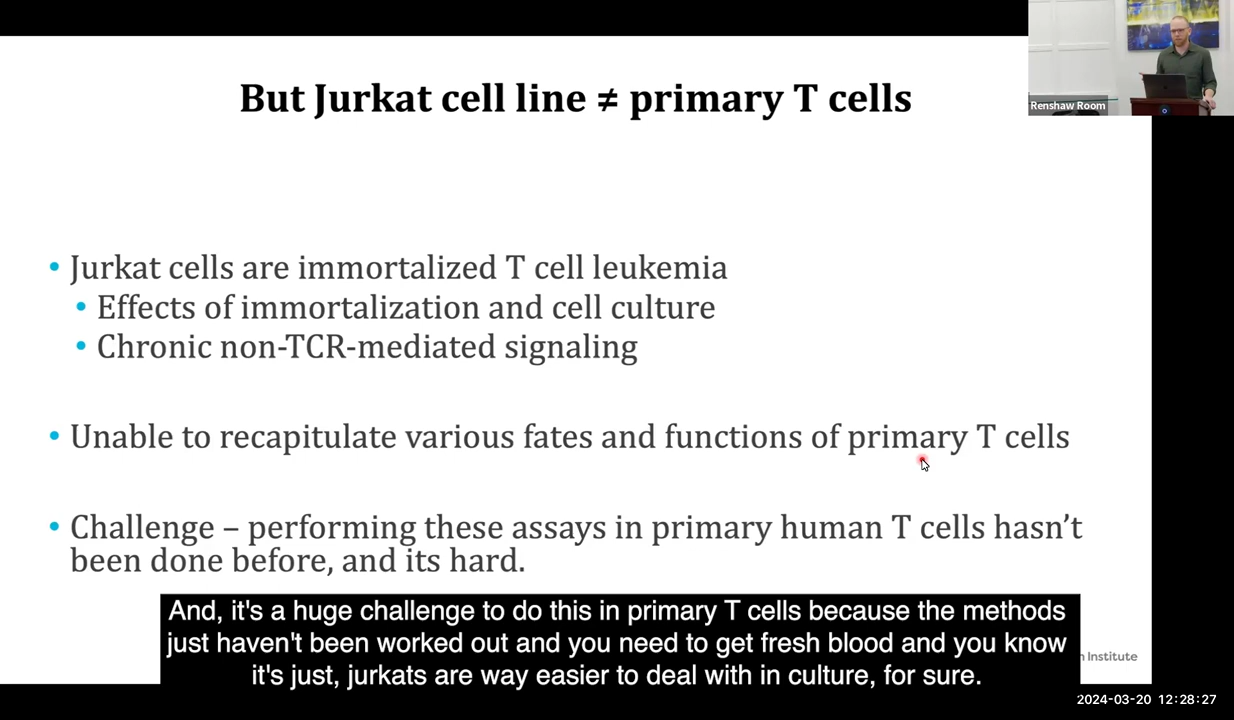 But Jurkat cell line ≠ primary T cells
Renshaw Room
• Jurkat cells are immortalized T cell leukemia
• Effects of immortalization and cell culture
• Chronic non-TCR-mediated signaling
• Unable to recapitulate various fates and functions of primary T cells
• Challenge – performing these assays in primary human T cells hasn’t
been done before, and its hard.
And, it's a huge challenge to do this in primary T cells because the methods
just haven't been worked out and you need to get fresh blood and you know
it's just, jurkats are way easier to deal with in culture, for sure.
Institute
2024-03-20 12:28:27